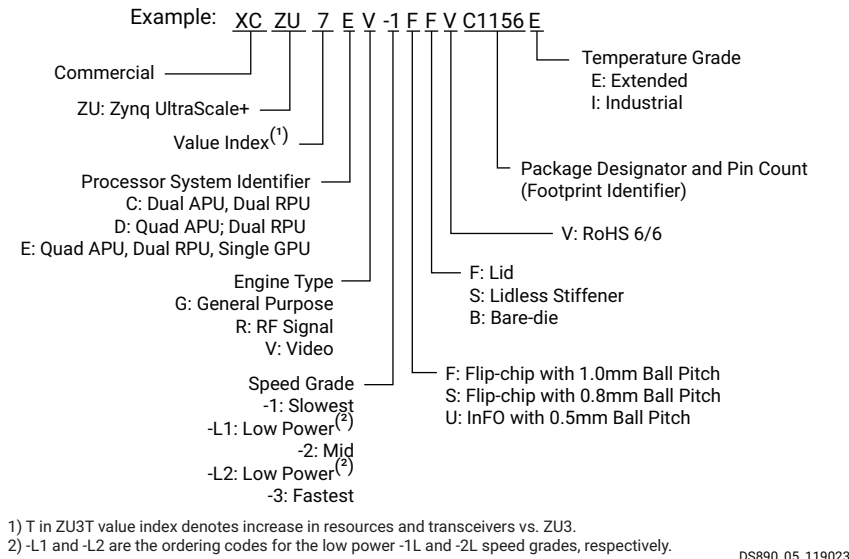 Example: XC ZU 7 E V -1 F F V C1156 E
Commercial
ZU: Zynq UltraScale+
Value Index(1)
Processor System Identifier
C: Dual APU, Dual RPU
D: Quad APU; Dual RPU
E: Quad APU, Dual RPU, Single GPU
Engine Type
G: General Purpose
R: RF Signal
V: Video
Speed Grade
-1: Slowest
-L1: Low Power(2)
-2: Mid
-L2: Low Power(2)
-3: Fastest
Temperature Grade
E: Extended
I: Industrial
Package Designator and Pin Count
(Footprint Identifier)
V: RoHS 6/6
F: Lid
S: Lidless Stiffener
B: Bare-die
F: Flip-chip with 1.0mm Ball Pitch
S: Flip-chip with 0.8mm Ball Pitch
U: InFO with 0.5mm Ball Pitch
1) T in ZU3T value index denotes increase in resources and transceivers vs. ZU3.
2) -L1 and -L2 are the ordering codes for the low power -1L and -2L speed grades, respectively.
DS890_05_119023